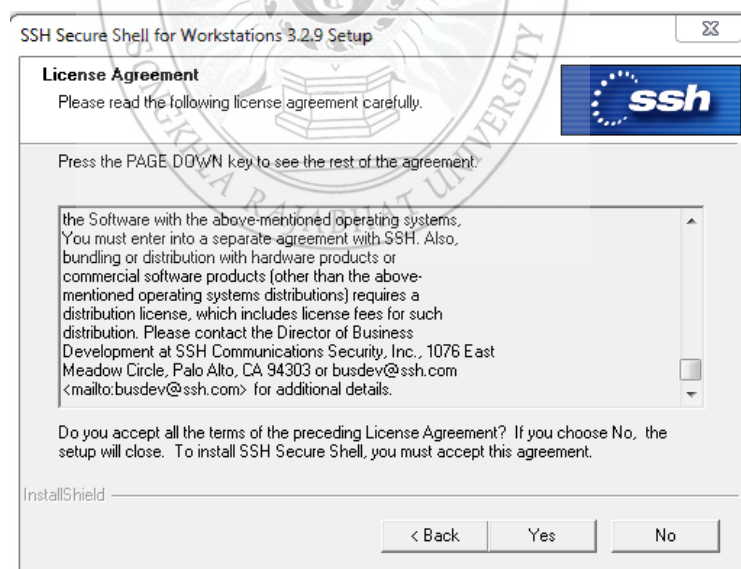 SSH Secure Shell for Workstations 3.2.9 Setup
License Agreement
Please read the following license agreement carefully.
ssh
Press the PAGE DOWN key to see the rest of the agreement.
the Software with the above-mentioned operating systems,
You must enter into a separate agreement with SSH. Also,
bundling or distribution with hardware products or
commercial software products (other than the above-
mentioned operating systems distributions) requires a
distribution license, which includes license fees for such
distribution. Please contact the Director of Business
Development at SSH Communications Security, Inc., 1076 East
Meadow Circle, Palo Alto, CA 94303 or busdev@ssh.com
<mailto:busdev@ssh.com> for additional details.
Do you accept all the terms of the preceding License Agreement? If you choose No, the
setup will close. To install SSH Secure Shell, you must accept this agreement.
InstallShield
< Back
Yes
No
SONGKHLA RAJABHAT UNIVERSITY